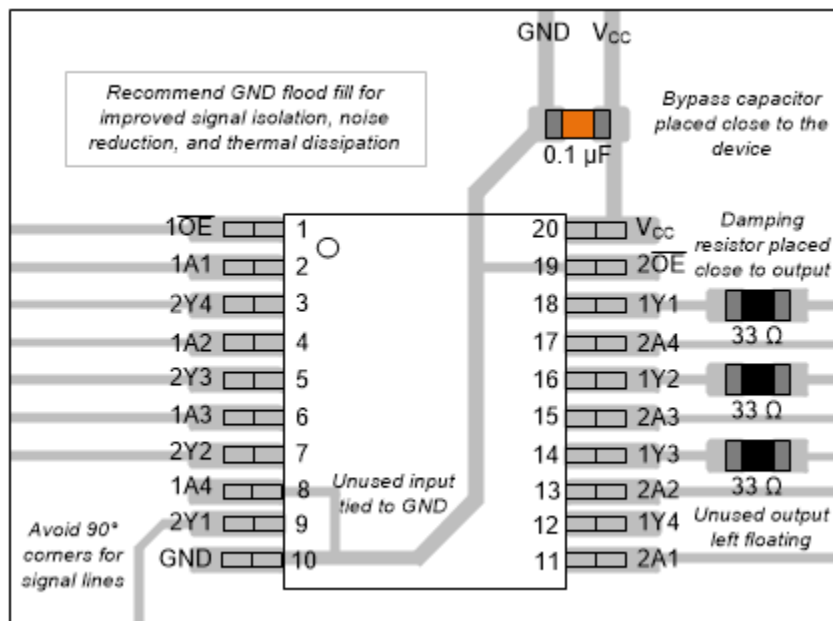 GND VCC
Recommend GND flood fill for
improved signal isolation, noise
reduction, and thermal dissipation
0.1 µF
Bypass capacitor
placed close to the
device
1O̅E̅ 1
1A1 2
2Y4 3
1A2 4
2Y3 5
1A3 6
2Y2 7
1A4 8
2Y1 9
GND 10
Unused input
tied to GND
Avoid 90°
corners for
signal lines
20 VCC
19 2O̅E̅
18 1Y1
17 2A4
16 1Y2
15 2A3
14 1Y3
13 2A2
12 1Y4
11 2A1
Damping
resistor placed
close to output
33 Ω
33 Ω
33 Ω
Unused output
left floating